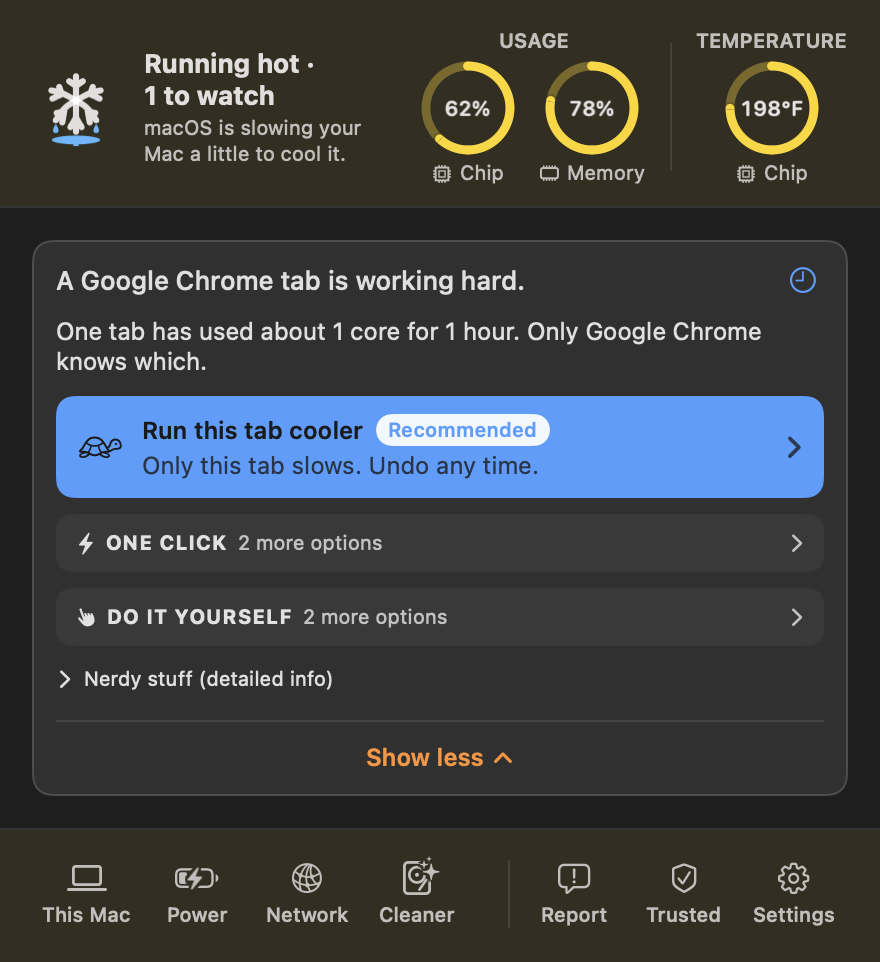 Running hot ·
1 to watch
macOS is slowing your
Mac a little to cool it.
USAGE
62%
Chip
78%
Memory
TEMPERATURE
198°F
Chip
A Google Chrome tab is working hard.
One tab has used about 1 core for 1 hour. Only Google Chrome
knows which.
Run this tab cooler Recommended
Only this tab slows. Undo any time.
ONE CLICK 2 more options
DO IT YOURSELF 2 more options
Nerdy stuff (detailed info)
Show less
This Mac
Power
Network
Cleaner
Report
Trusted
Settings